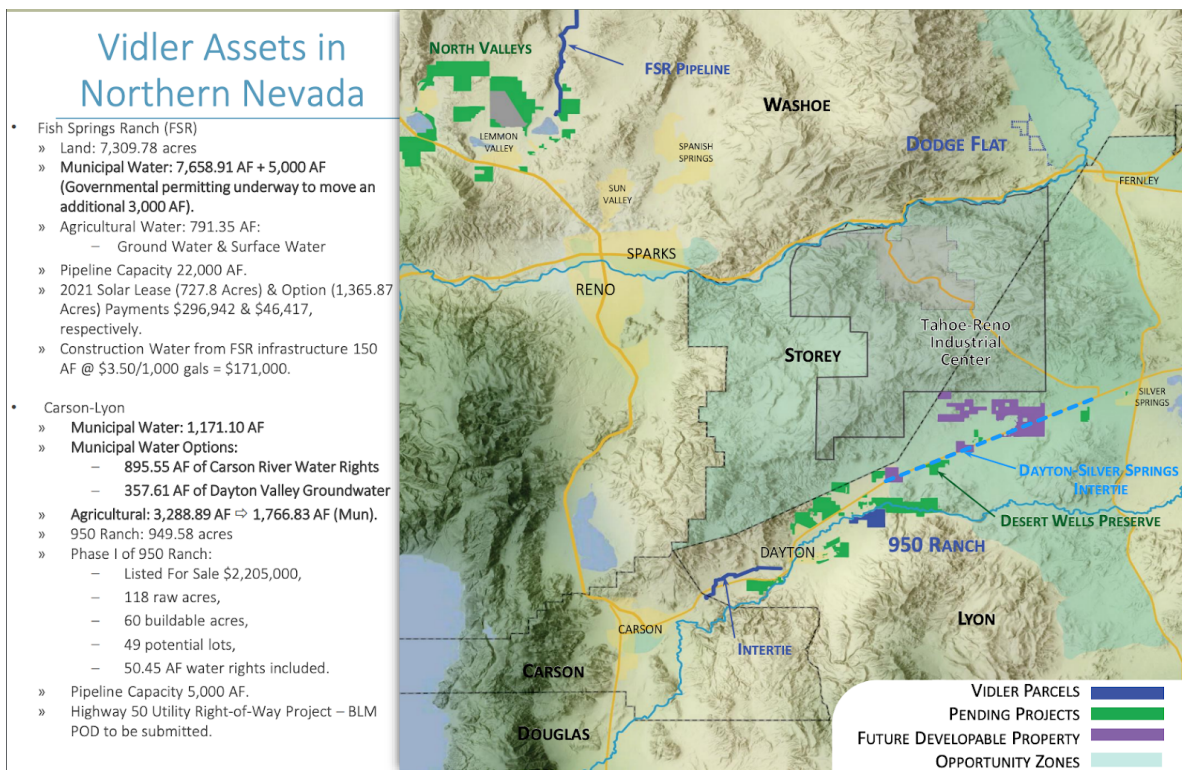 Vidler Assets in
Northern Nevada
• Fish Springs Ranch (FSR)
» Land: 7,309.78 acres
» Municipal Water: 7,658.91 AF + 5,000 AF
(Governmental permitting underway to move an
additional 3,000 AF).
» Agricultural Water: 791.35 AF:
– Ground Water & Surface Water
» Pipeline Capacity 22,000 AF.
» 2021 Solar Lease (727.8 Acres) & Option (1,365.87
Acres) Payments $296,942 & $46,417,
respectively.
» Construction Water from FSR infrastructure 150
AF @ $3.50/1,000 gals = $171,000.
• Carson-Lyon
» Municipal Water: 1,171.10 AF
» Municipal Water Options:
– 895.55 AF of Carson River Water Rights
– 357.61 AF of Dayton Valley Groundwater
» Agricultural: 3,288.89 AF ⇨ 1,766.83 AF (Mun).
» 950 Ranch: 949.58 acres
» Phase I of 950 Ranch:
– Listed For Sale $2,205,000,
– 118 raw acres,
– 60 buildable acres,
– 49 potential lots,
– 50.45 AF water rights included.
» Pipeline Capacity 5,000 AF.
» Highway 50 Utility Right-of-Way Project – BLM
POD to be submitted.
NORTH VALLEYS
FSR PIPELINE
WASHOE
LEMMON
VALLEY
SPANISH
SPRINGS
DODGE FLAT
FERNLEY
SUN
VALLEY
SPARKS
RENO
Tahoe-Reno
Industrial
Center
STOREY
SILVER
SPRINGS
DAYTON-SILVER SPRINGS
INTERTIE
DESERT WELLS PRESERVE
950 RANCH
DAYTON
LYON
CARSON
INTERTIE
CARSON
DOUGLAS
VIDLER PARCELS
PENDING PROJECTS
FUTURE DEVELOPABLE PROPERTY
OPPORTUNITY ZONES